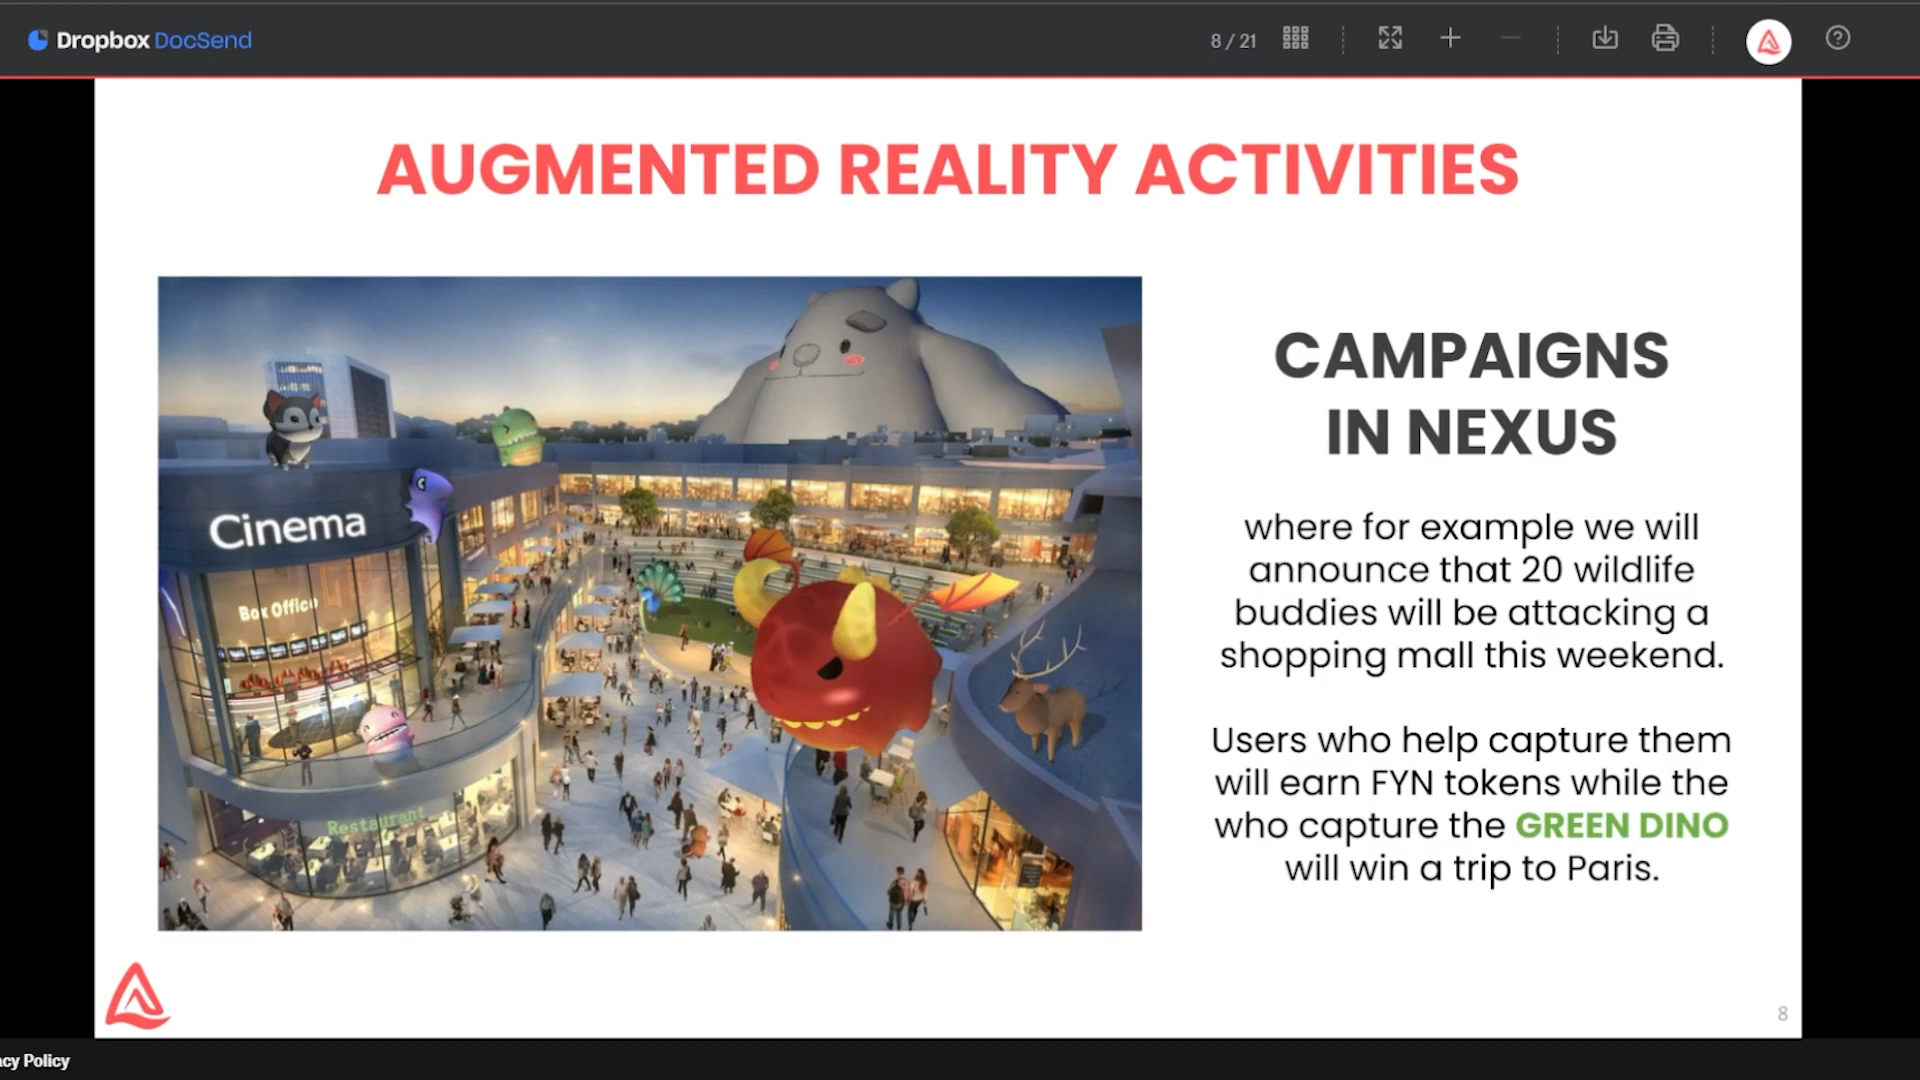 Dropbox DocSend
8 / 21
AUGMENTED REALITY ACTIVITIES
Cinema
Box Office
Restaurant
CAMPAIGNS
IN NEXUS
where for example we will
announce that 20 wildlife
buddies will be attacking a
shopping mall this weekend.
Users who help capture them
will earn FYN tokens while the
who capture the GREEN DINO
will win a trip to Paris.
8
acy Policy